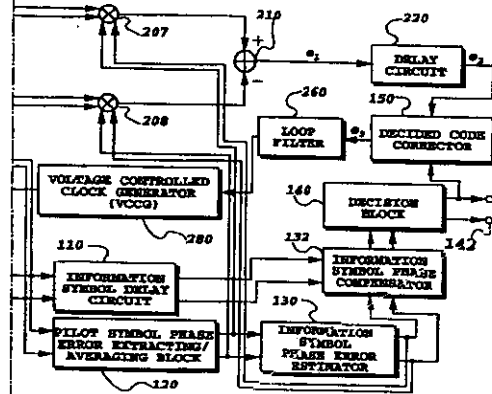 207
+
210
-
e₁
220
DELAY
CIRCUIT
e₂
208
260
LOOP
FILTER
e₃
150
DECIDED CODE
CORRECTOR
VOLTAGE CONTROLLED
CLOCK GENERATOR
(VCCG)
280
140
DECISION
BLOCK
142
110
INFORMATION
SYMBOL DELAY
CIRCUIT
132
INFORMATION
SYMBOL PHASE
COMPENSATOR
PILOT SYMBOL PHASE
ERROR EXTRACTING/
AVERAGING BLOCK
120
130
INFORMATION
SYMBOL
PHASE ERROR
ESTIMATOR